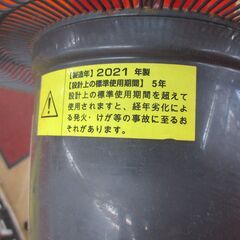 【製造年】2021 年製
【設計上の標準使用期間】 5年
設計上の標準使用期間を超えて
使用されますと、経年劣化によ
る発火・けが等の事故に至るお
それがあります。